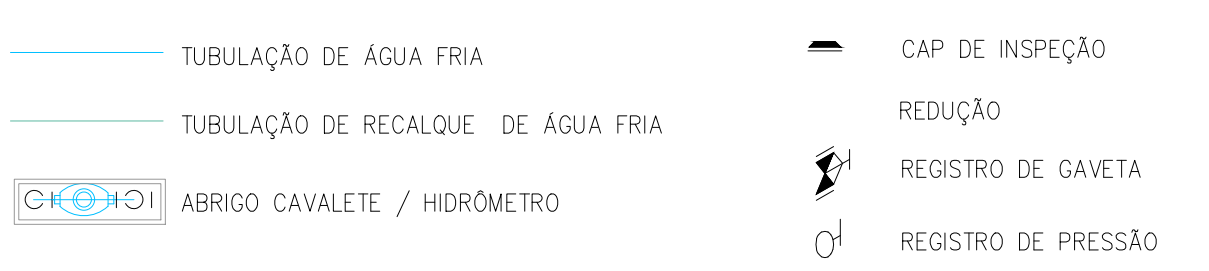 TUBULAÇÃO DE ÁGUA FRIA
TUBULAÇÃO DE RECALQUE DE ÁGUA FRIA
ABRIGO CAVALETE / HIDRÔMETRO
CAP DE INSPEÇÃO
REDUÇÃO
REGISTRO DE GAVETA
REGISTRO DE PRESSÃO